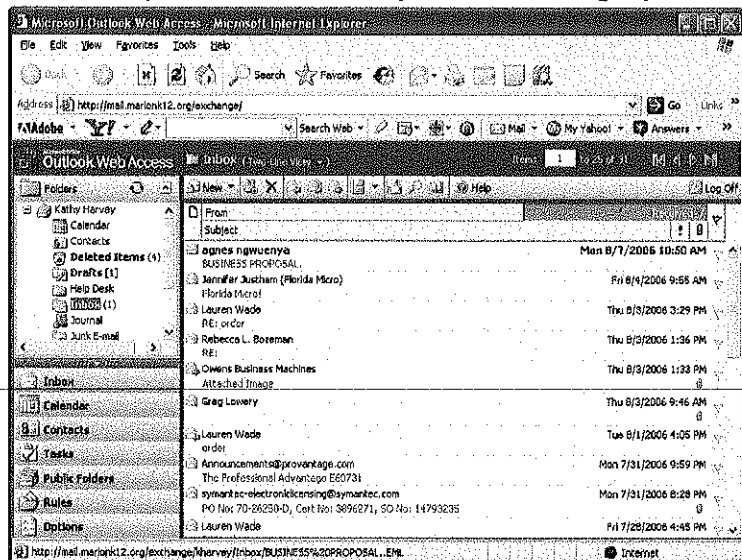 Microsoft Outlook Web Access - Microsoft Internet Explorer
File Edit View Favorites Tools Help
Back Search Favorites
Address http://mail.marionk12.org/exchange/ Go Links »
Adobe Y! Search Web Mail My Yahoo! Answers »
Outlook Web Access Inbox (Two-Line View) Items 1 to 25 of 31
Folders New Help Log Off
Kathy Harvey
Calendar
Contacts
Deleted Items (4)
Drafts [1]
Help Desk
Inbox (1)
Journal
Junk E-mail
Inbox
Calendar
Contacts
Tasks
Public Folders
Rules
Options
From
Subject
agnes ngwuenya Mon 8/7/2006 10:50 AM
BUSINESS PROPOSAL.
Jennifer Justham (Florida Micro) Fri 8/4/2006 9:55 AM
Florida Micro!
Lauren Wade Thu 8/3/2006 3:29 PM
RE: order
Rebecca L. Bozeman Thu 8/3/2006 1:36 PM
RE:
Owens Business Machines Thu 8/3/2006 1:33 PM
Attached Image
Greg Lowery Thu 8/3/2006 9:46 AM
Lauren Wade Tue 8/1/2006 4:05 PM
order
Announcements@provantage.com Mon 7/31/2006 9:59 PM
The Professional Advantage E60731
symantec-electroniclicensing@symantec.com Mon 7/31/2006 8:28 PM
PO No: 70-26250-D, Cert No: 3896271, SO No: 14793235
Lauren Wade Fri 7/28/2006 4:45 PM
http://mail.marionk12.org/exchange/kharvey/Inbox/BUSINESS%20PROPOSAL..EML Internet